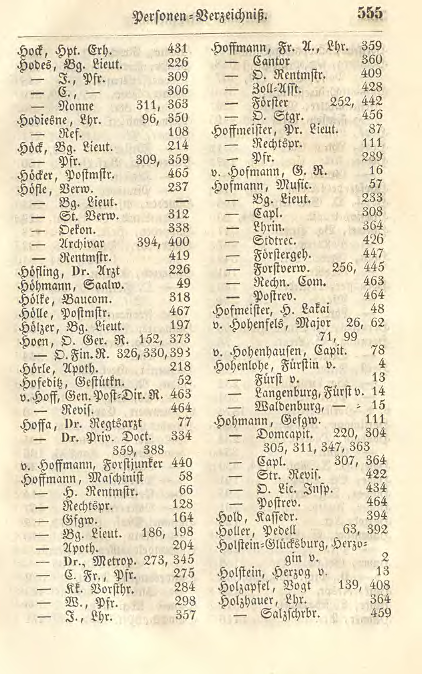 Personen=Verzeichniß. 555
Hock, Hpt. Erh. 431
Hodes, Bg. Lieut. 226
— J., Pfr. 309
— C., — 306
— Nonne 311, 363
Hodiesne, Lhr. 96, 350
— Ref. 108
Höck, Bg. Lieut. 214
— Pfr. 309, 359
Höcker, Postmstr. 465
Höfle, Verw. 237
— Bg. Lieut. —
— St. Verw. 312
— Oekon. 338
— Archivar 394, 400
— Rentmstr. 419
Höfling, Dr. Arzt 226
Höhmann, Saalw. 49
Hölke, Baucom. 318
Hölle, Postmstr. 467
Hölzer, Bg. Lieut. 197
Hoen, O. Ger. R. 152, 373
— O. Fin. R. 326, 330, 393
Hörle, Apoth. 218
Hofeditz, Gestütkn. 52
v. Hoff, Gen. Post=Dir. R. 463
— Revis. 464
Hoffa, Dr. Regtsarzt 77
— Dr. Priv. Doct. 334
359, 388
v. Hoffmann, Forstjunker 440
Hoffmann, Maschinist 58
— H. Rentmstr. 66
— Rechtspr. 128
— Gfgw. 164
— Bg. Lieut. 186, 198
— Apoth. 204
— Dr., Metrop. 273, 345
— C. Fr., Pfr. 275
— Kk. Vorsthr. 284
— W., Pfr. 298
— J., Lhr. 357
Hoffmann, Fr. A., Lhr. 359
— Cantor 360
— O. Rentmstr. 409
— Zoll=Asst. 428
— Förster 252, 442
— O. Stgr. 456
Hoffmeister, Pr. Lieut. 87
— Rechtspr. 111
— Pfr. 289
v. Hofmann, G. R. 16
Hofmann, Music. 57
— Bg. Lieut. 233
— Capl. 308
— Lhrin. 364
— Stdtrec. 426
— Förstergeh. 447
— Forstverw. 256, 445
— Rechn. Com. 463
— Postrev. 464
Hofmeister, H. Lakai 48
v. Hohenfels, Major 26, 62
71, 99
v. Hohenhausen, Capit. 78
Hohenlohe, Fürstin v. 4
— Fürst v. 13
— Langenburg, Fürst v. 14
— Waldenburg, — = 15
Hohmann, Gefgw. 111
— Domcapit. 220, 304
305, 311, 347, 363
— Capl. 307, 364
— Str. Revis. 422
— O. Lic. Insp. 434
— Postrev. 464
Hold, Kassedr. 394
Holler, Pedell 63, 392
Holstein=Glücksburg, Herzo=
gin v. 2
Holstein, Herzog v. 13
Holzapfel, Vogt 139, 408
Holzhauer, Lhr. 364
— Salzschrbr. 459